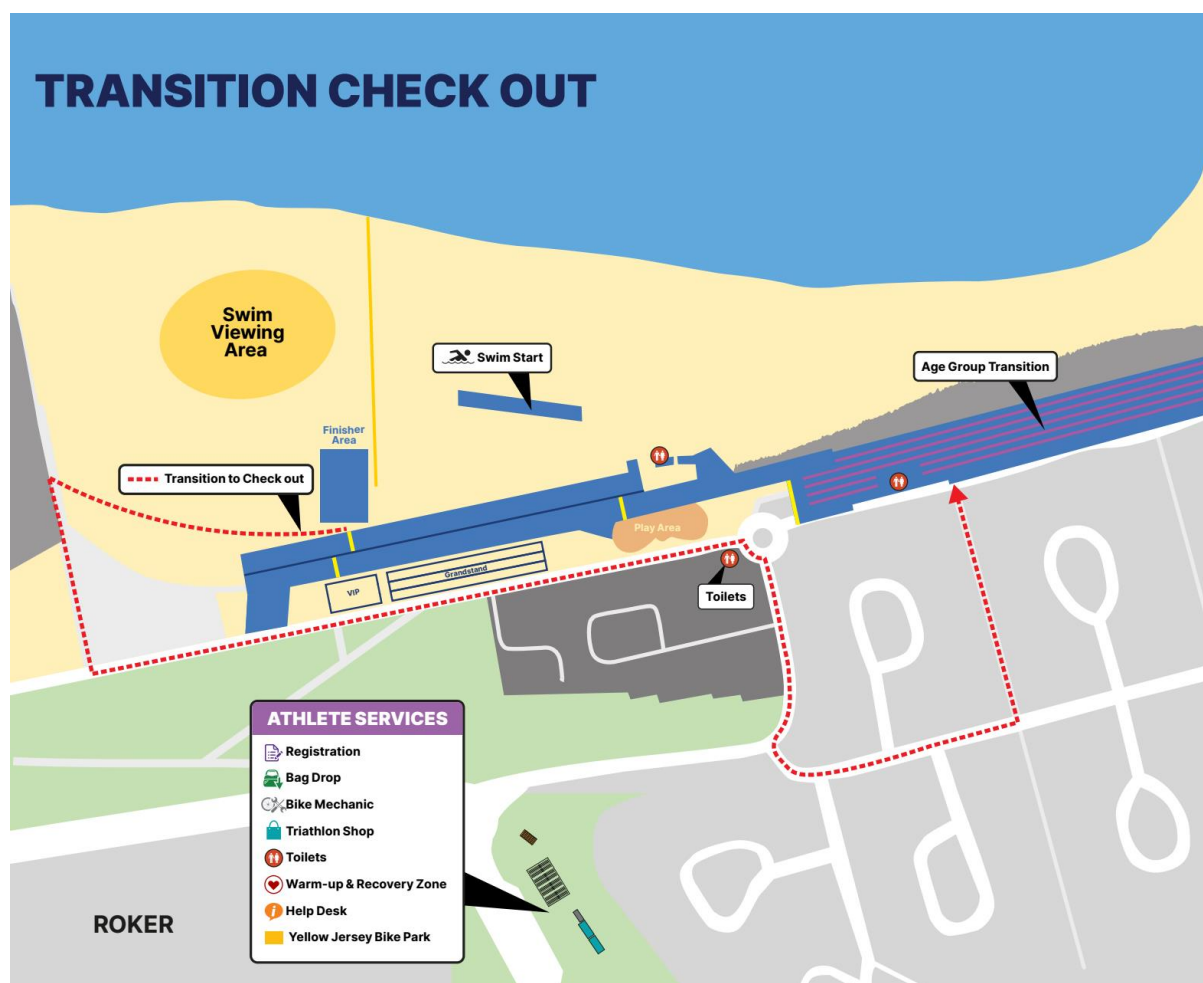 TRANSITION CHECK OUT
Swim
Viewing
Area
Swim Start
Age Group Transition
Finisher
Area
Transition to Check out
Play Area
Grandstand
VIP
Toilets
ATHLETE SERVICES
Registration
Bag Drop
Bike Mechanic
Triathlon Shop
Toilets
Warm-up & Recovery Zone
Help Desk
Yellow Jersey Bike Park
ROKER